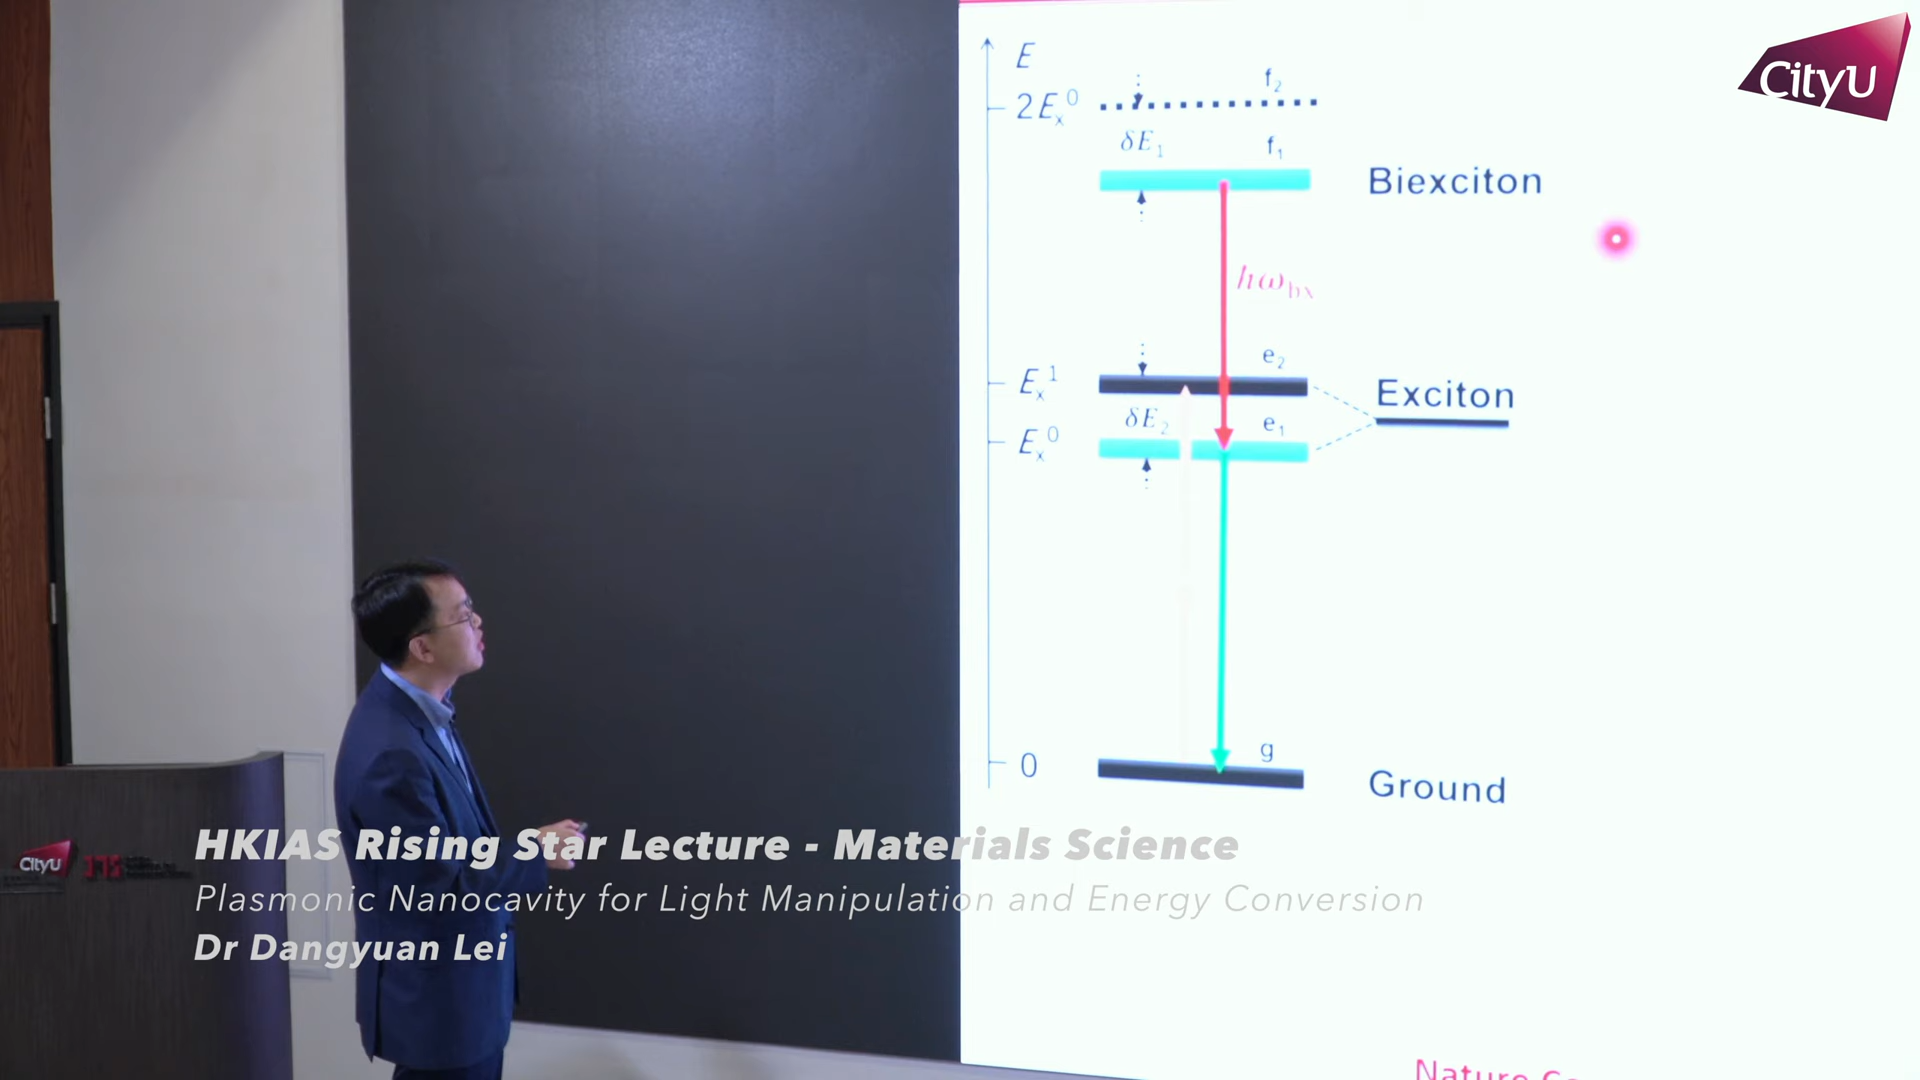 CityU
E
f₂
2Eₓ⁰
δE₁
f₁
Biexciton
ħω_bx
e₂
Eₓ¹
Exciton
δE₂
e₁
Eₓ⁰
g
0
Ground
HKIAS Rising Star Lecture - Materials Science
CityU
Plasmonic Nanocavity for Light Manipulation and Energy Conversion
Dr Dangyuan Lei
Nature